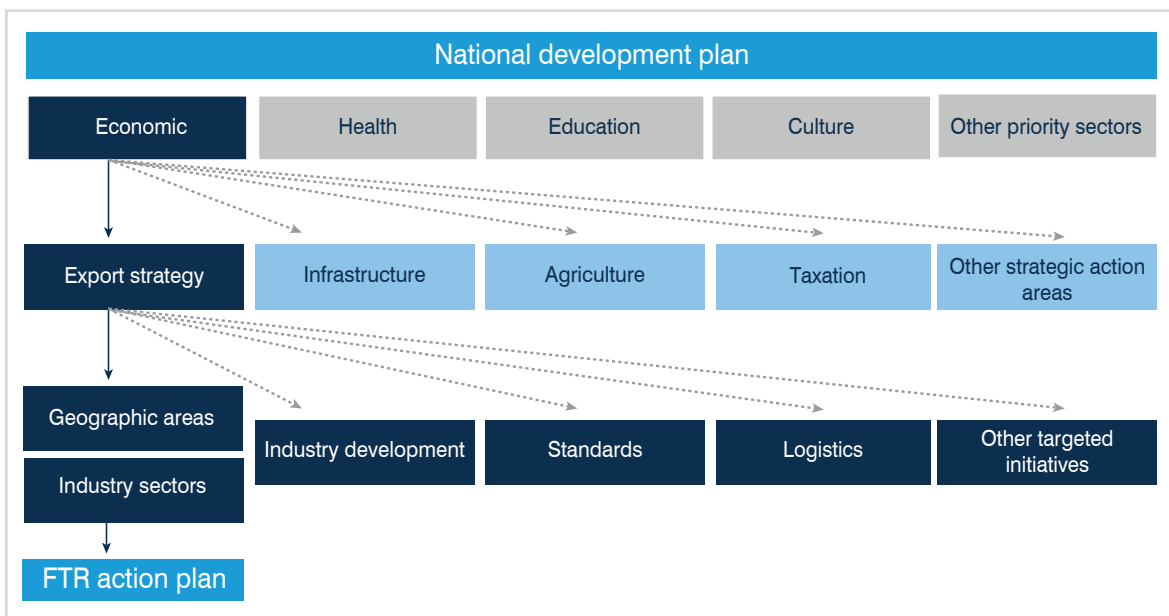 National development plan
Economic
Health
Education
Culture
Other priority sectors
Export strategy
Infrastructure
Agriculture
Taxation
Other strategic action
areas
Geographic areas
Industry development
Standards
Logistics
Other targeted
initiatives
Industry sectors
FTR action plan